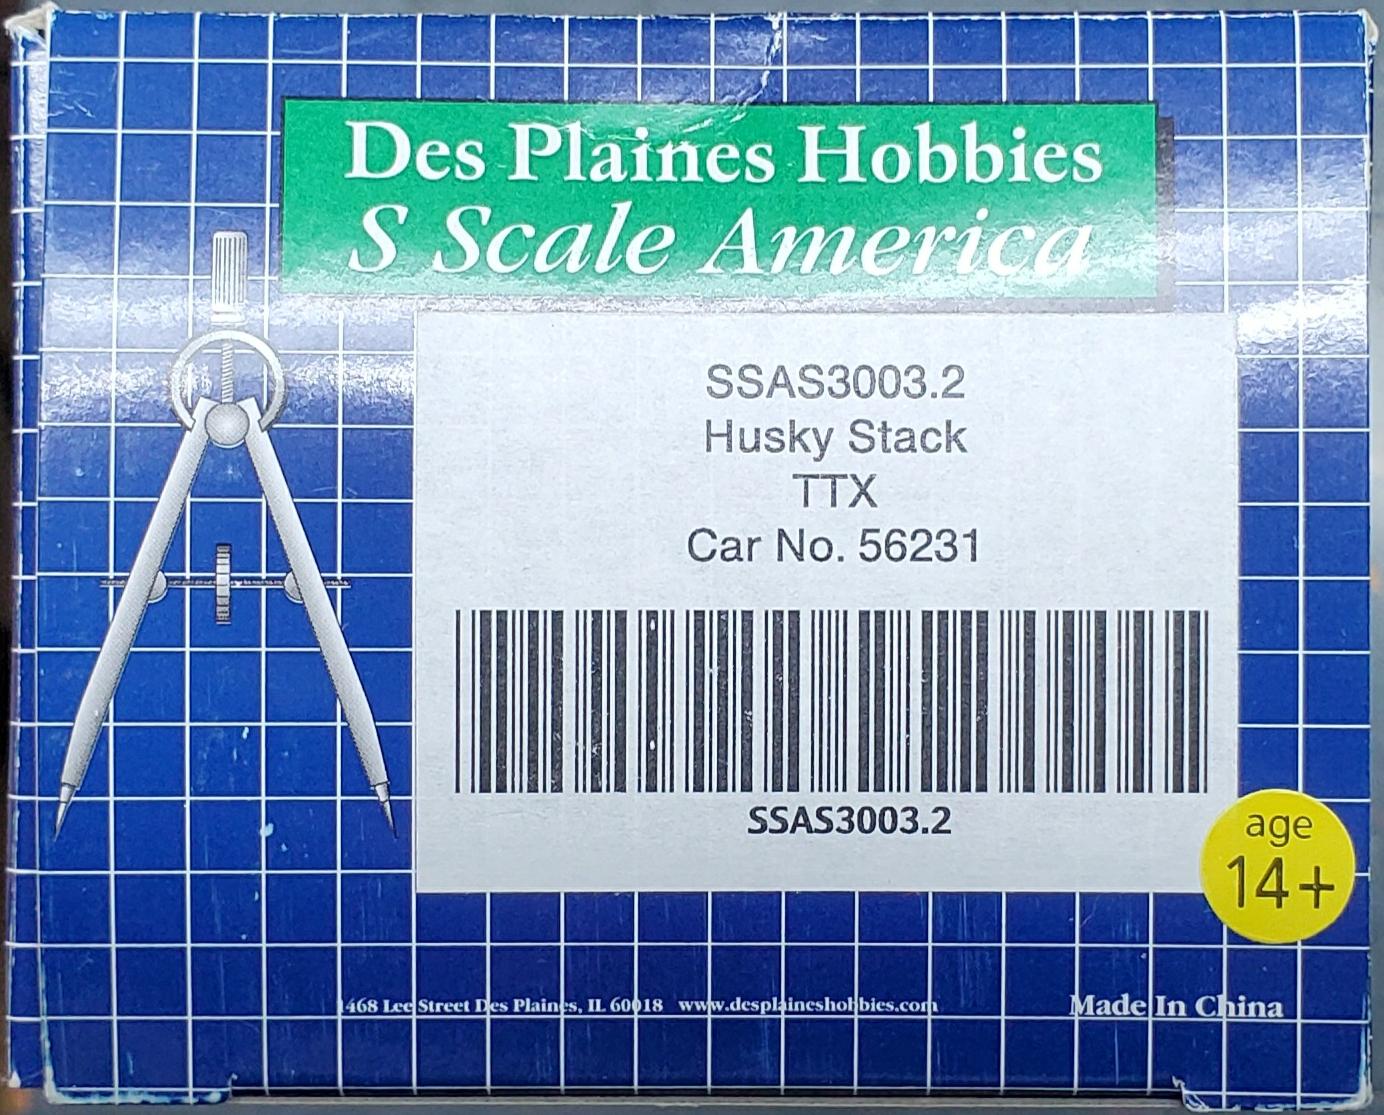 Des Plaines Hobbies
S Scale America
SSAS3003.2
Husky Stack
TTX
Car No. 56231
SSAS3003.2
age
14+
1468 Lee Street Des Plaines, IL 60018 www.desplaineshobbies.com
Made In China